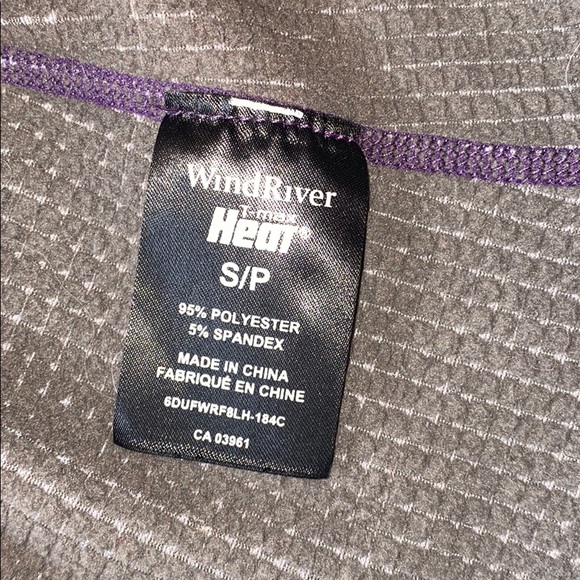 WindRiver
T-max
HEAT®
S/P
95% POLYESTER
5% SPANDEX
MADE IN CHINA
FABRIQUÉ EN CHINE
6DUFWRF8LH-184C
CA 03961